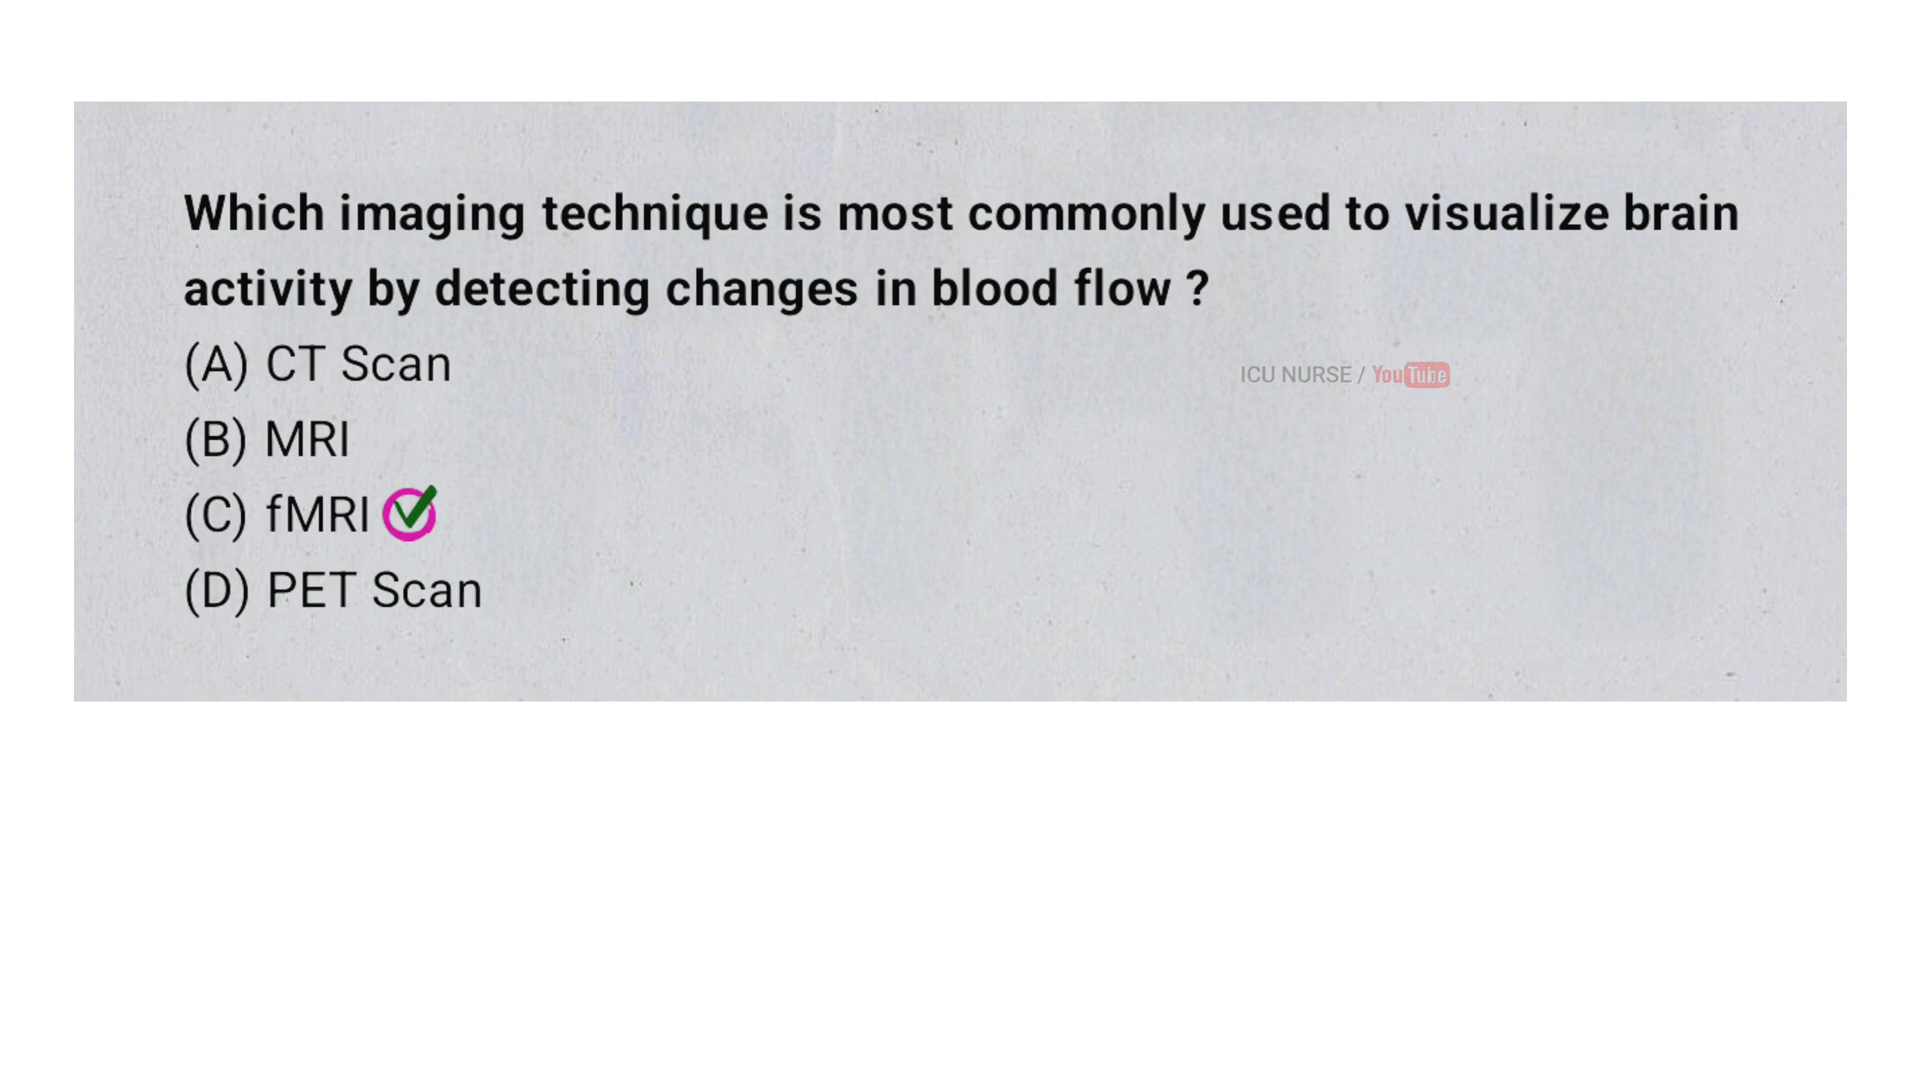 Which imaging technique is most commonly used to visualize brain
activity by detecting changes in blood flow ?
(A) CT Scan
ICU NURSE / YouTube
(B) MRI
(C) fMRI
(D) PET Scan